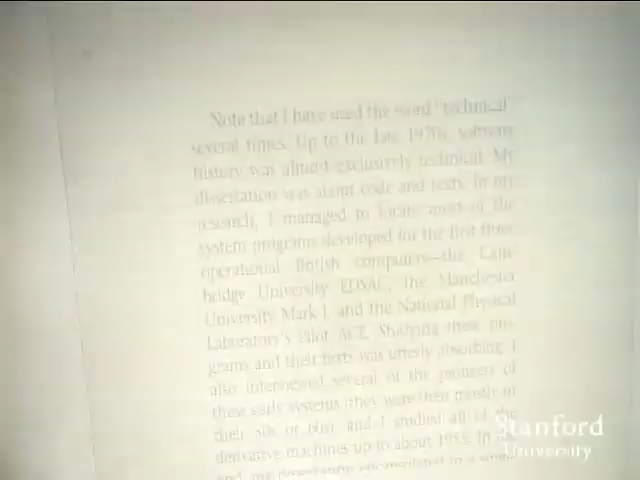 Note that I have used the word "technical"
several times. Up to the late 1970s, software
history was almost exclusively technical. My
dissertation was about code and texts. In my
research, I managed to locate most of the
system programs developed for the first three
operational British computers—the Cam-
bridge University EDSAC, the Manchester
University Mark I, and the National Physical
Laboratory's Pilot ACE. Studying these pro-
grams and their texts was utterly absorbing. I
also interviewed several of the pioneers of
these early systems (they were then mostly in
their 50s or 60s), and I studied all of the
derivative machines up to about 1955. In
and, my dissertation
Stanford
University